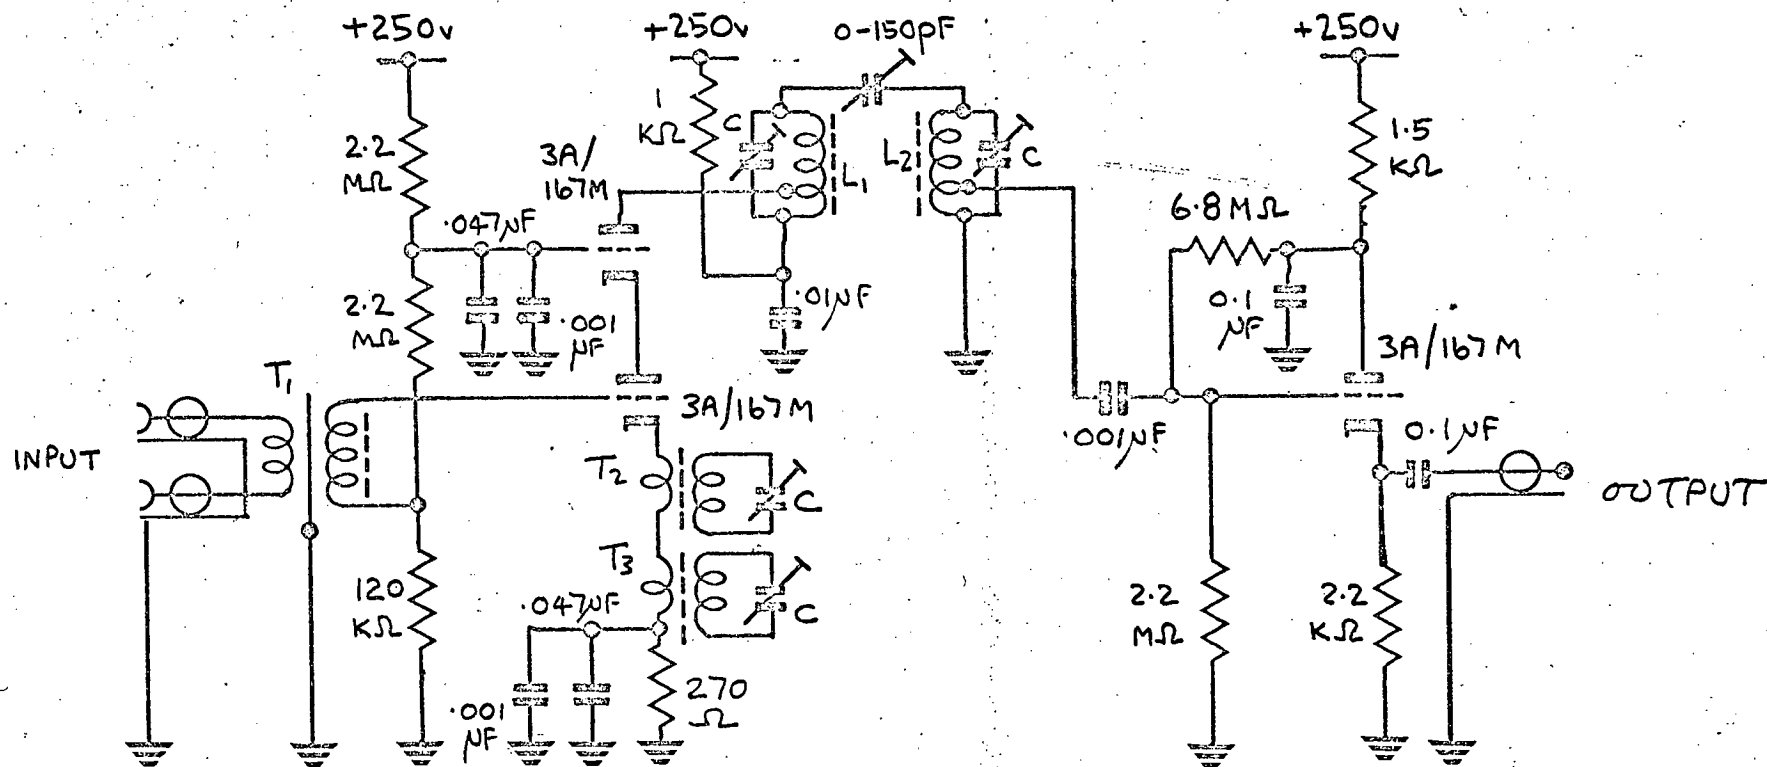 +250v
+250v
0-150pF
+250v
2.2
MΩ
3A/
167M
1
KΩ
C
L1
L2
C
1.5
KΩ
6.8 MΩ
.047µF
2.2
MΩ
.001
µF
.01µF
0.1
µF
3A/167M
T1
3A/167M
.001µF
0.1µF
INPUT
T2
C
OUTPUT
T3
C
120
KΩ
.047µF
2.2
MΩ
2.2
KΩ
.001
µF
270
Ω